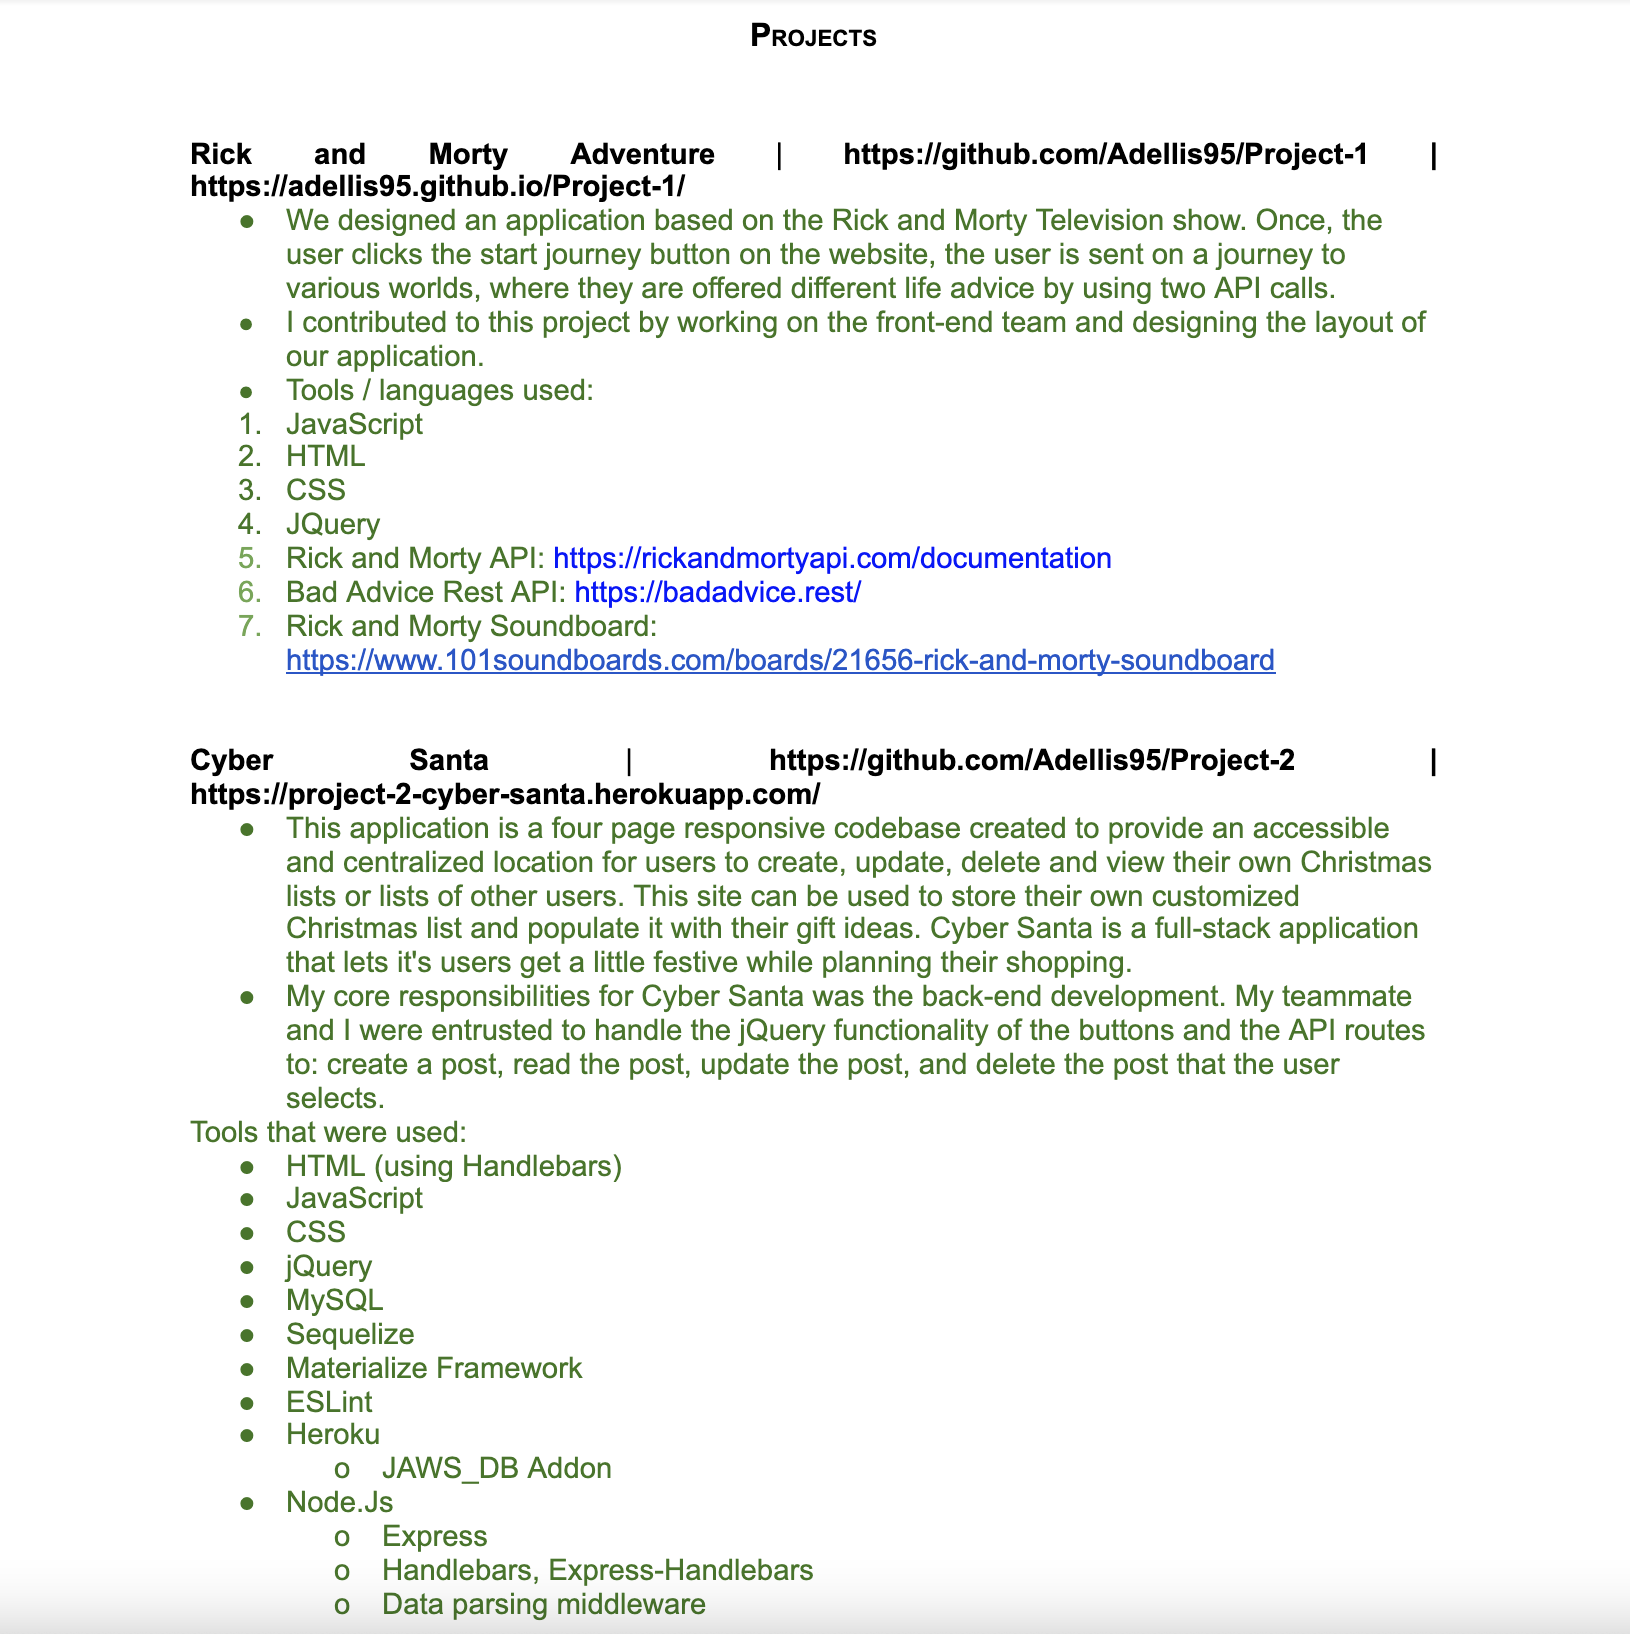 PROJECTS
Rick and Morty Adventure | https://github.com/Adellis95/Project-1 |
https://adellis95.github.io/Project-1/
● We designed an application based on the Rick and Morty Television show. Once, the
user clicks the start journey button on the website, the user is sent on a journey to
various worlds, where they are offered different life advice by using two API calls.
● I contributed to this project by working on the front-end team and designing the layout of
our application.
● Tools / languages used:
1. JavaScript
2. HTML
3. CSS
4. JQuery
5. Rick and Morty API: https://rickandmortyapi.com/documentation
6. Bad Advice Rest API: https://badadvice.rest/
7. Rick and Morty Soundboard:
https://www.101soundboards.com/boards/21656-rick-and-morty-soundboard
Cyber Santa | https://github.com/Adellis95/Project-2 |
https://project-2-cyber-santa.herokuapp.com/
● This application is a four page responsive codebase created to provide an accessible
and centralized location for users to create, update, delete and view their own Christmas
lists or lists of other users. This site can be used to store their own customized
Christmas list and populate it with their gift ideas. Cyber Santa is a full-stack application
that lets it's users get a little festive while planning their shopping.
● My core responsibilities for Cyber Santa was the back-end development. My teammate
and I were entrusted to handle the jQuery functionality of the buttons and the API routes
to: create a post, read the post, update the post, and delete the post that the user
selects.
Tools that were used:
● HTML (using Handlebars)
● JavaScript
● CSS
● jQuery
● MySQL
● Sequelize
● Materialize Framework
● ESLint
● Heroku
o JAWS_DB Addon
● Node.Js
o Express
o Handlebars, Express-Handlebars
o Data parsing middleware